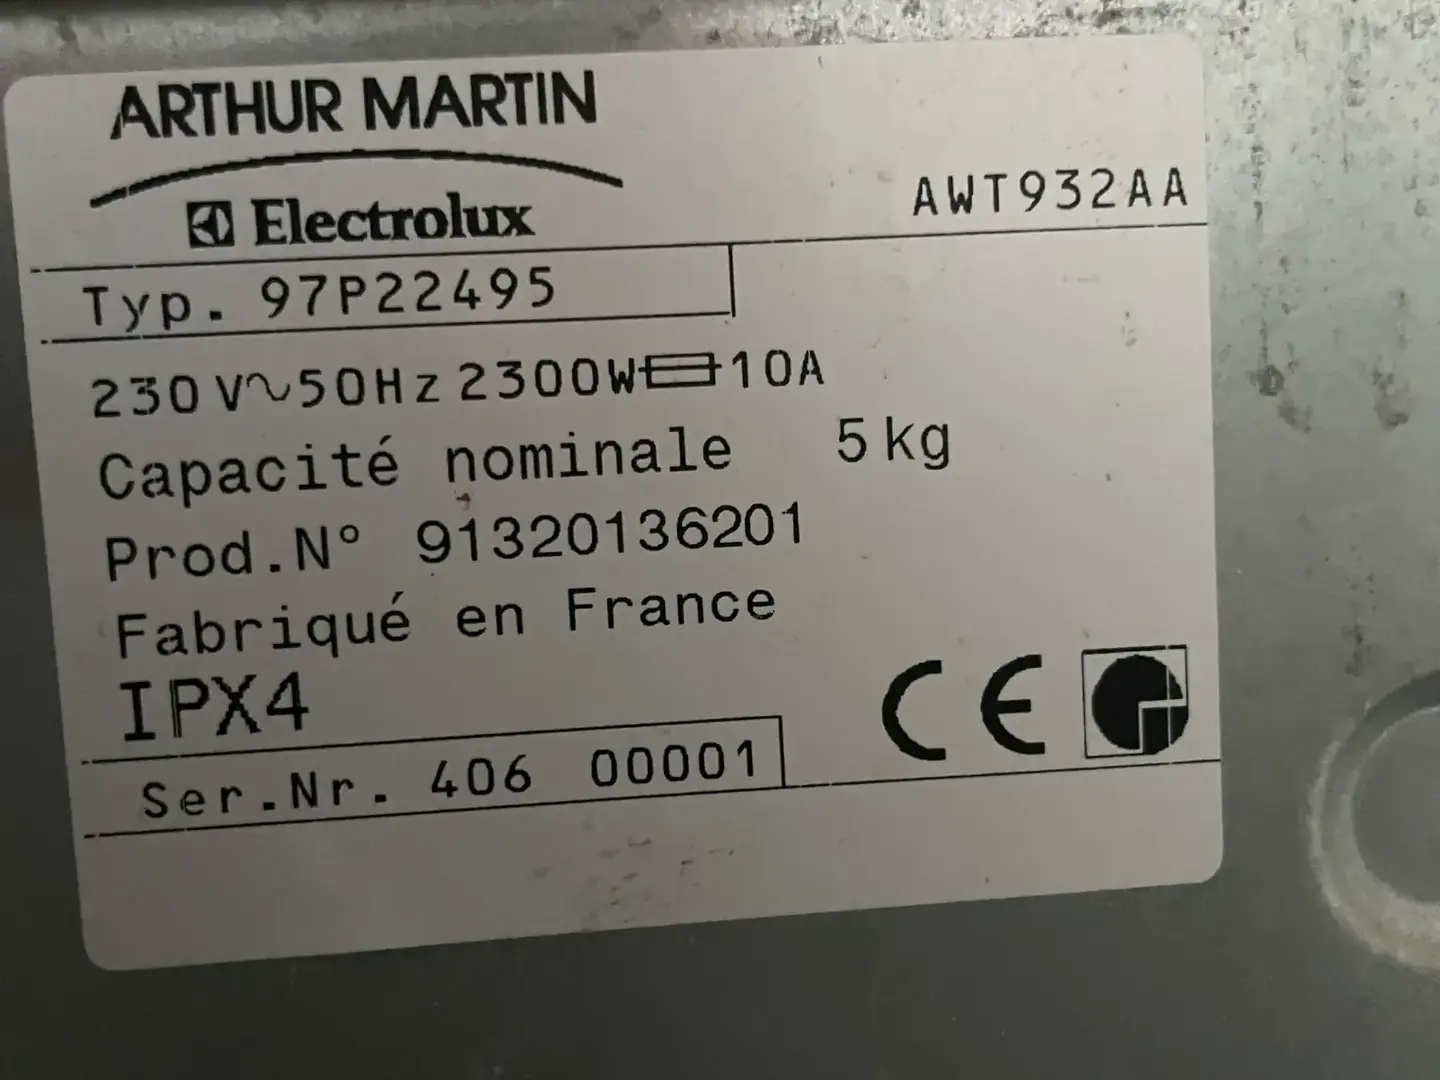 ARTHUR MARTIN
Electrolux
AWT932AA
Typ. 97P22495
230V~50Hz 2300W 10A
Capacité nominale 5kg
Prod.N° 91320136201
Fabriqué en France
IPX4
CE
Ser.Nr. 406 00001